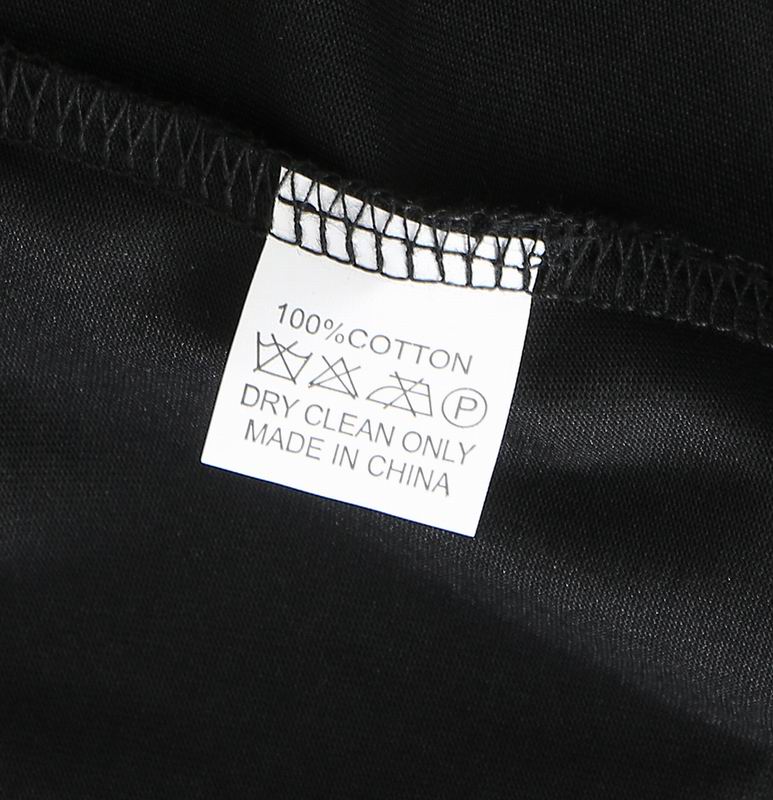 100%COTTON
P
DRY CLEAN ONLY
MADE IN CHINA